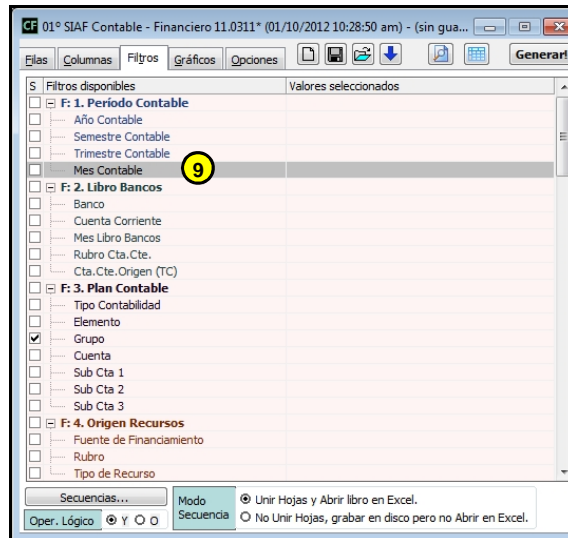 CF 01° SIAF Contable - Financiero 11.0311* (01/10/2012 10:28:50 am) - (sin gua...
Filas Columnas Filtros Gráficos Opciones Generar!
S Filtros disponibles Valores seleccionados
F: 1. Período Contable
Año Contable
Semestre Contable
Trimestre Contable
Mes Contable 9
F: 2. Libro Bancos
Banco
Cuenta Corriente
Mes Libro Bancos
Rubro Cta.Cte.
Cta.Cte.Origen (TC)
F: 3. Plan Contable
Tipo Contabilidad
Elemento
Grupo
Cuenta
Sub Cta 1
Sub Cta 2
Sub Cta 3
F: 4. Origen Recursos
Fuente de Financiamiento
Rubro
Tipo de Recurso
Secuencias... Modo Secuencia Unir Hojas y Abrir libro en Excel.
Oper. Lógico Y O No Unir Hojas, grabar en disco pero no Abrir en Excel.